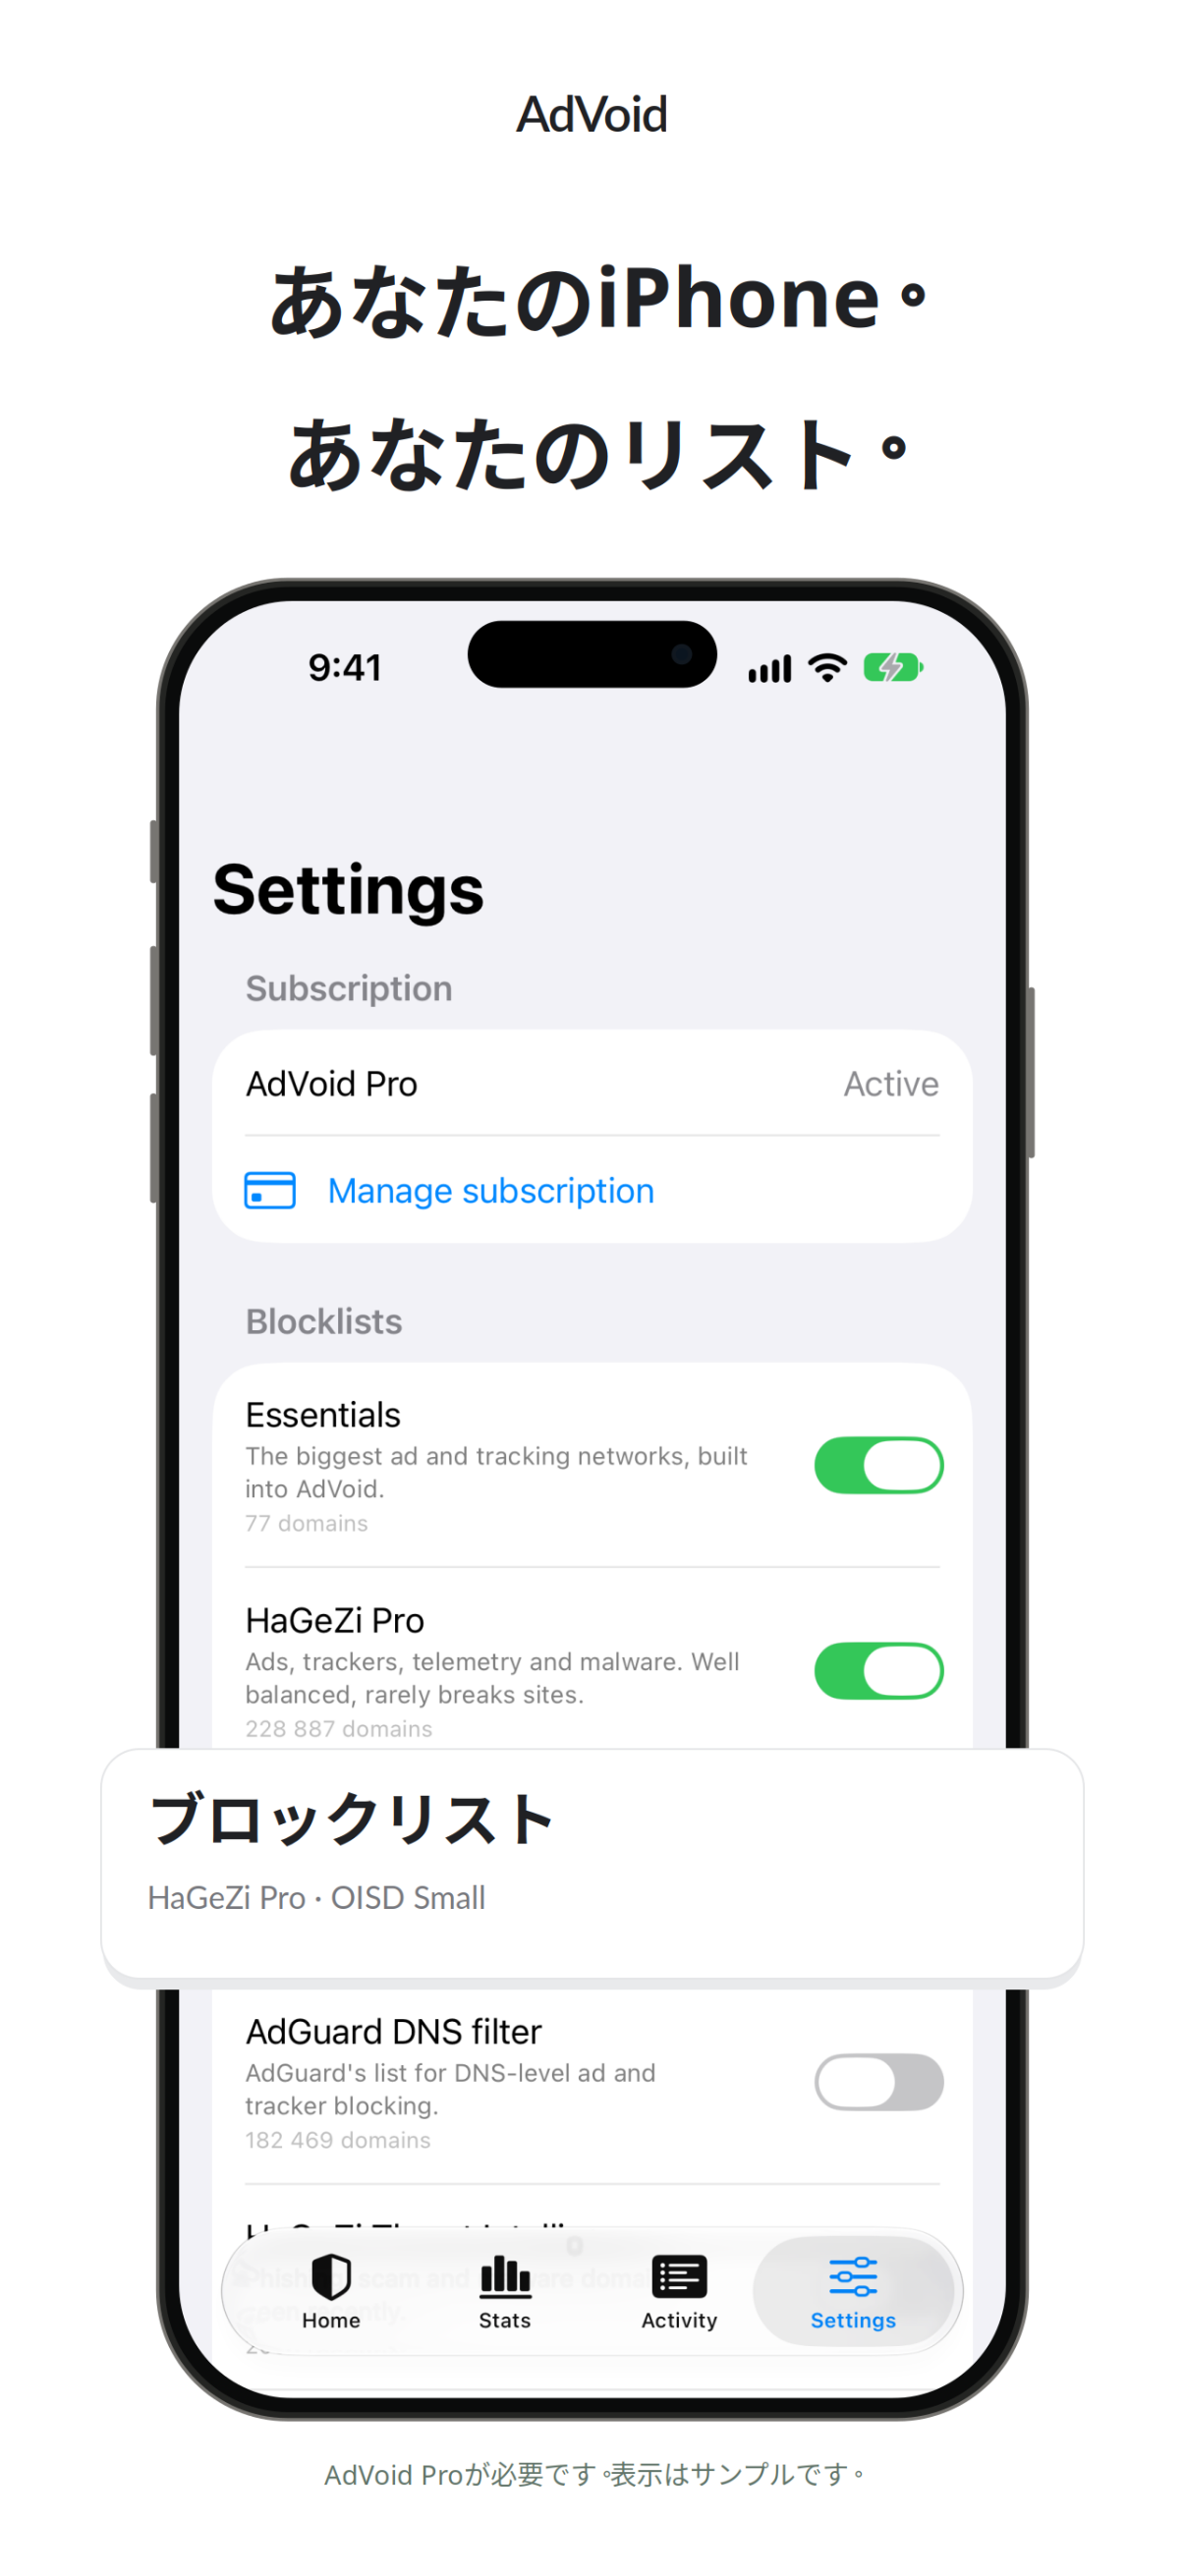 AdVoid
あなたのiPhone。
あなたのリスト。
9:41
Settings
Subscription
AdVoid Pro
Active
Manage subscription
Blocklists
Essentials
The biggest ad and tracking networks, built
into AdVoid.
77 domains
HaGeZi Pro
Ads, trackers, telemetry and malware. Well
balanced, rarely breaks sites.
228 887 domains
ブロックリスト
HaGeZi Pro · OISD Small
AdGuard DNS filter
AdGuard's list for DNS-level ad and
tracker blocking.
182 469 domains
Home
Stats
Activity
Settings
AdVoid Proが必要です。表示はサンプルです。